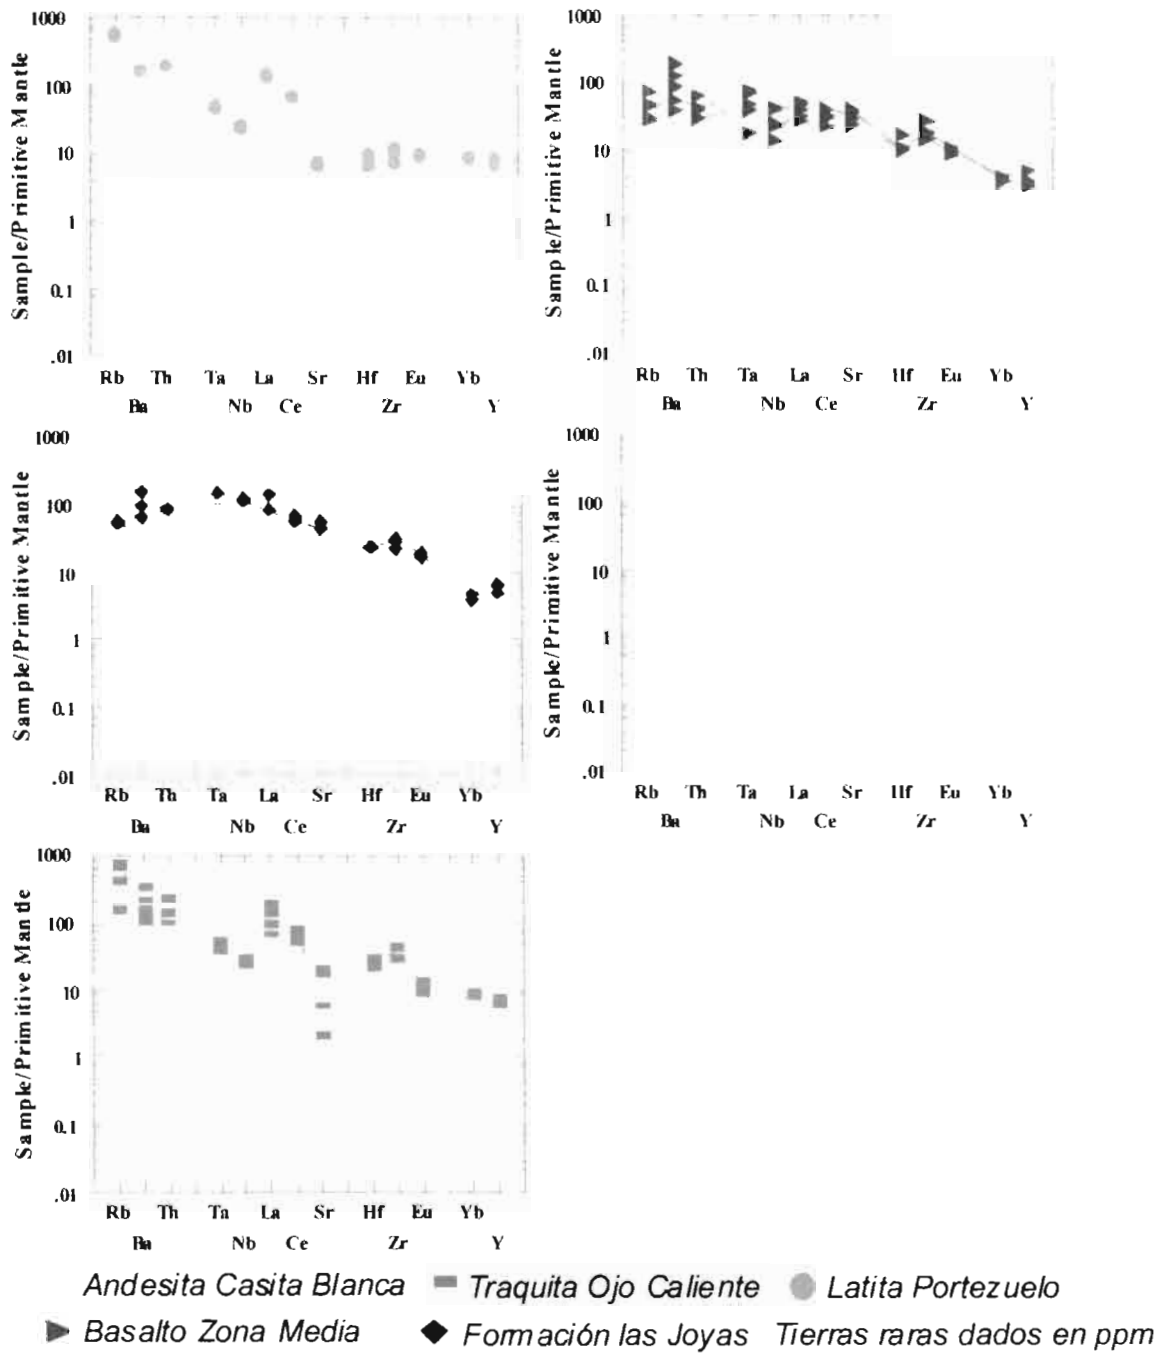 1000
100
10
1
0.1
.01
Sample/Primitive Mantle
Rb Th Ta La Sr Hf Eu Yb
Ba Nb Ce Zr Y
1000
100
10
1
0.1
.01
Sample/Primitive Mantle
Rb Th Ta La Sr Hf Eu Yb
Ba Nb Ce Zr Y
1000
100
10
1
0.1
.01
Sample/Primitive Mantle
Rb Th Ta La Sr Hf Eu Yb
Ba Nb Ce Zr Y
1000
100
10
1
0.1
.01
Sample/Primitive Mantle
Rb Th Ta La Sr Hf Eu Yb
Ba Nb Ce Zr Y
1000
100
10
1
0.1
.01
Sample/Primitive Mantle
Rb Th Ta La Sr Hf Eu Yb
Ba Nb Ce Zr Y
Andesita Casita Blanca Traquita Ojo Caliente Latita Portezuelo
Basalto Zona Media Formación las Joyas Tierras raras dados en ppm